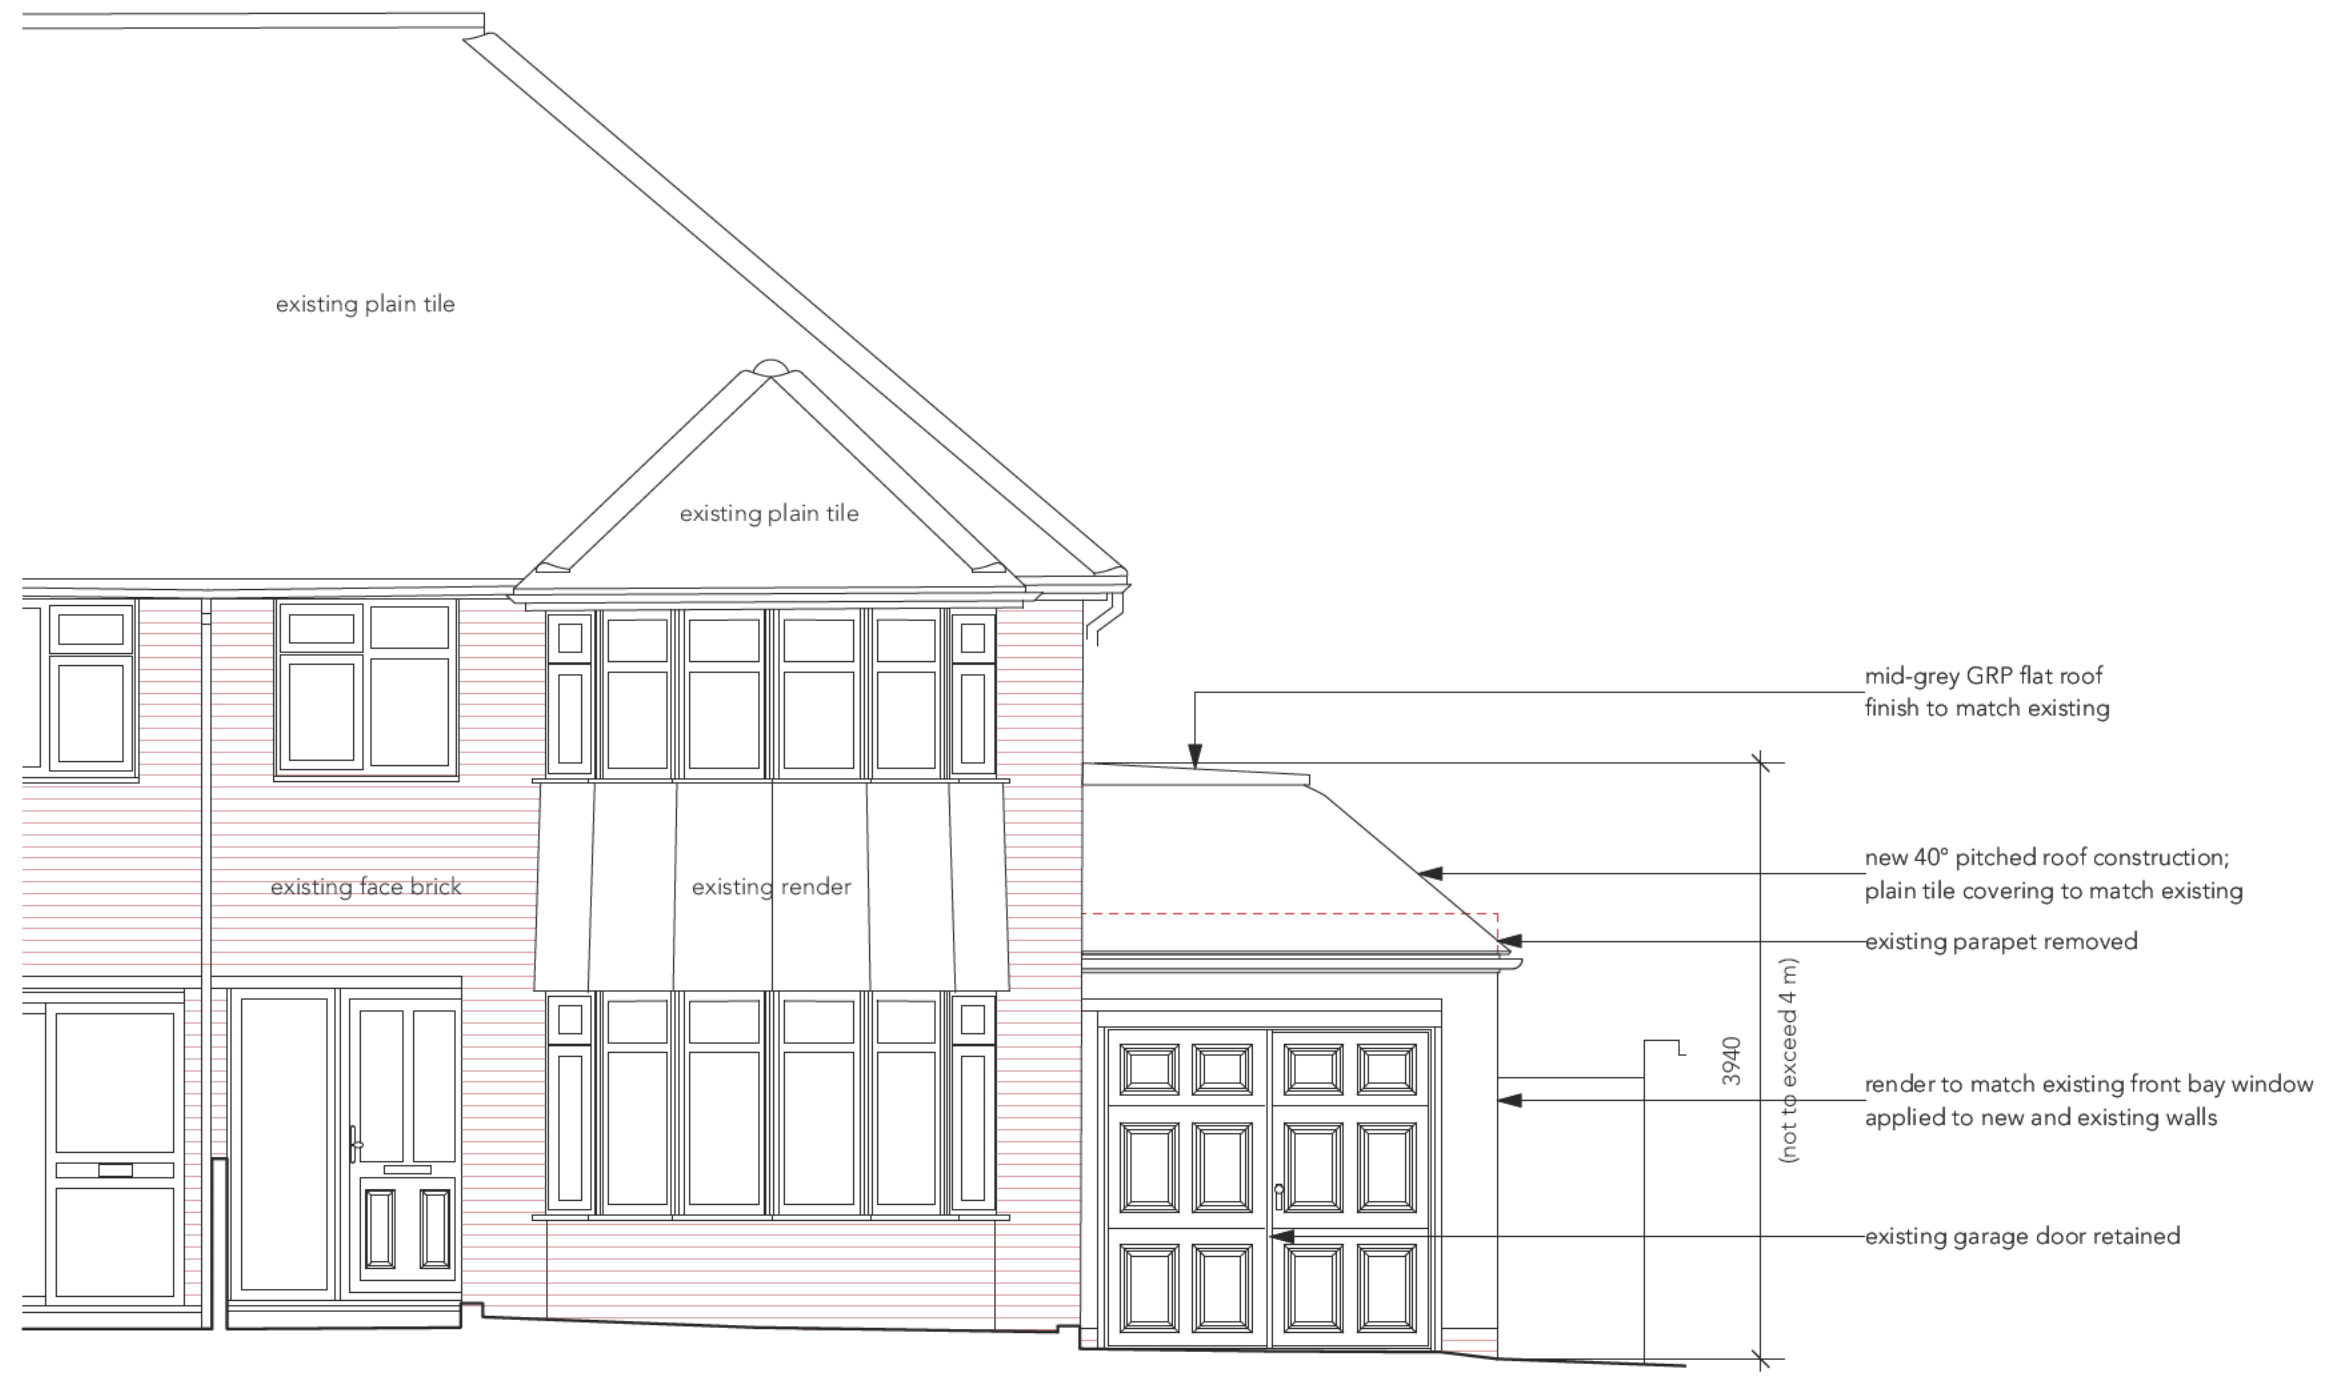 existing plain tile
existing plain tile
mid-grey GRP flat roof
finish to match existing
new 40° pitched roof construction;
plain tile covering to match existing
existing face brick
existing render
existing parapet removed
3940
(not to exceed 4 m)
render to match existing front bay window
applied to new and existing walls
existing garage door retained